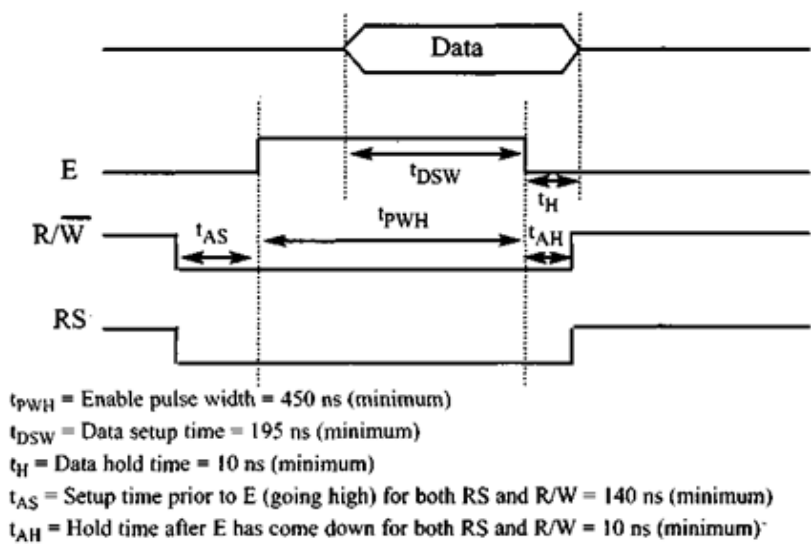 Data
E
tDSW
tH
R/W̅
tAS
tPWH
tAH
RS
tPWH = Enable pulse width = 450 ns (minimum)
tDSW = Data setup time = 195 ns (minimum)
tH = Data hold time = 10 ns (minimum)
tAS = Setup time prior to E (going high) for both RS and R/W = 140 ns (minimum)
tAH = Hold time after E has come down for both RS and R/W = 10 ns (minimum)